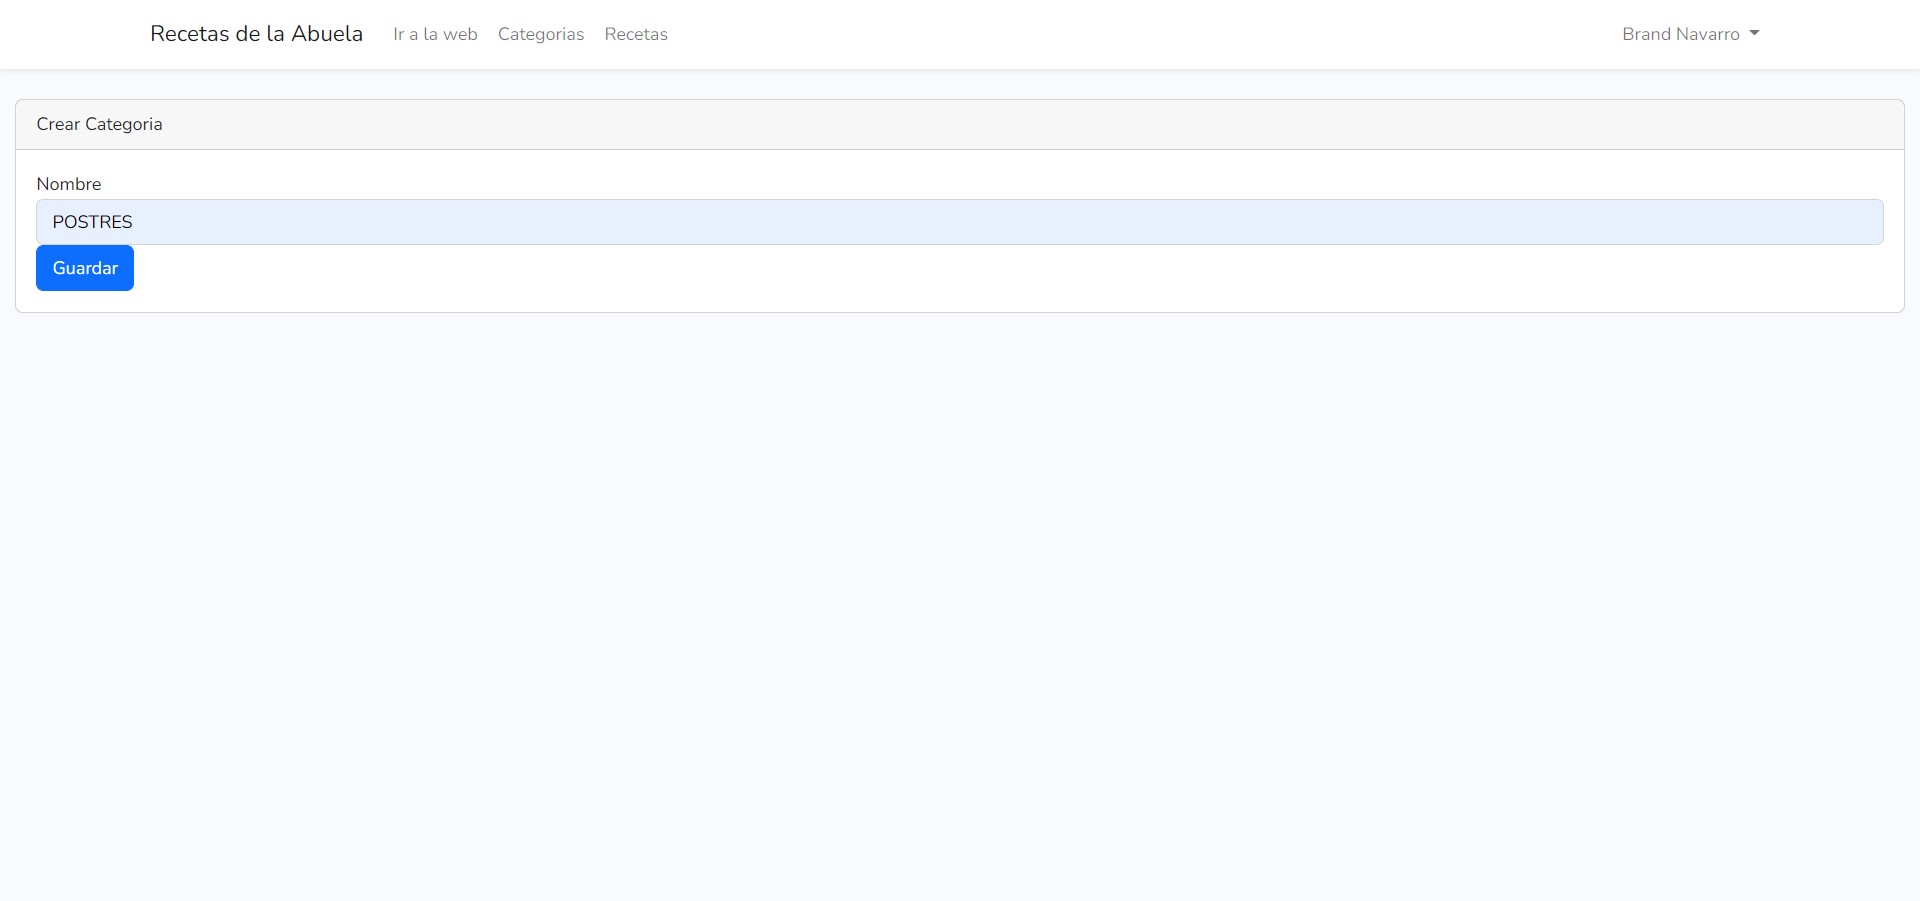 Recetas de la Abuela Ir a la web Categorias Recetas Brand Navarro
Crear Categoria
Nombre
POSTRES
Guardar